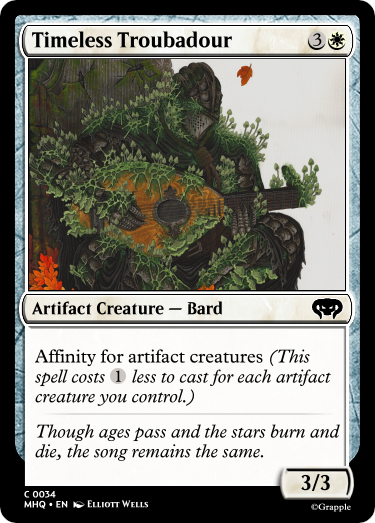 Timeless Troubadour 3
Artifact Creature — Bard
Affinity for artifact creatures (This
spell costs 1 less to cast for each artifact
creature you control.)
Though ages pass and the stars burn and
die, the song remains the same.
3/3
C 0034
MHQ • EN Elliott Wells
©Grapple